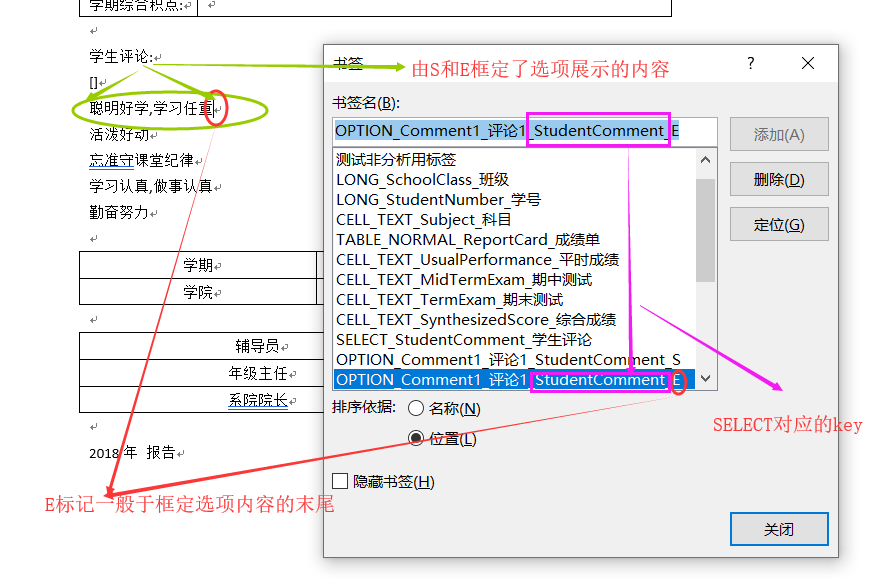 学期综合积点:
学生评论:
[]
聪明好学,学习任重
活泼好动
忘准守课堂纪律
学习认真,做事认真
勤奋努力
学期
学院
辅导员
年级主任
系院院长
2018 年 报告
E标记一般于框定选项内容的末尾
书签
?
由S和E框定了选项展示的内容
书签名(B):
OPTION_Comment1_评论1_StudentComment_E
添加(A)
测试非分析用标签
LONG_SchoolClass_班级
LONG_StudentNumber_学号
CELL_TEXT_Subject_科目
TABLE_NORMAL_ReportCard_成绩单
CELL_TEXT_UsualPerformance_平时成绩
CELL_TEXT_MidTermExam_期中测试
CELL_TEXT_TermExam_期末测试
CELL_TEXT_SynthesizedScore_综合成绩
SELECT_StudentComment_学生评论
OPTION_Comment1_评论1_StudentComment_S
OPTION_Comment1_评论1_StudentComment_E
删除(D)
定位(G)
排序依据:
名称(N)
位置(L)
隐藏书签(H)
SELECT对应的key
关闭